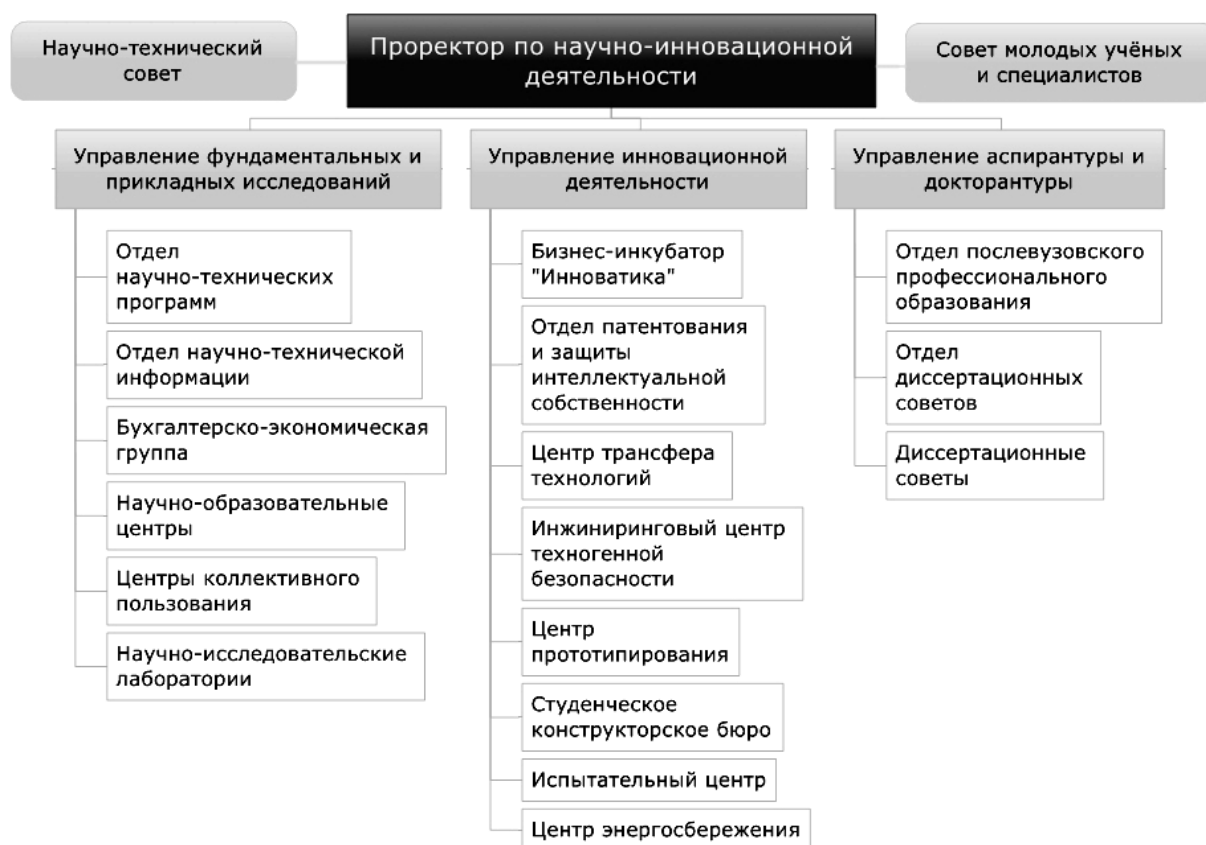 Научно-технический
совет
Проректор по научно-инновационной
деятельности
Совет молодых учёных
и специалистов
Управление фундаментальных и
прикладных исследований
Отдел
научно-технических
программ
Отдел научно-технической
информации
Бухгалтерско-экономическая
группа
Научно-образовательные
центры
Центры коллективного
пользования
Научно-исследовательские
лаборатории
Управление инновационной
деятельности
Бизнес-инкубатор
"Инноватика"
Отдел патентования
и защиты
интеллектуальной
собственности
Центр трансфера
технологий
Инжиниринговый центр
техногенной
безопасности
Центр
прототипирования
Студенческое
конструкторское бюро
Испытательный центр
Центр энергосбережения
Управление аспирантуры и
докторантуры
Отдел послевузовского
профессионального
образования
Отдел
диссертационных
советов
Диссертационные
советы